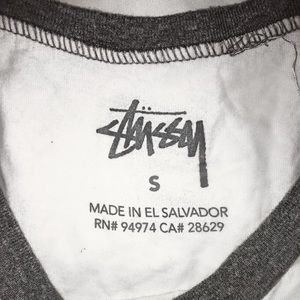 Stüssy
S
MADE IN EL SALVADOR
RN# 94974 CA# 28629